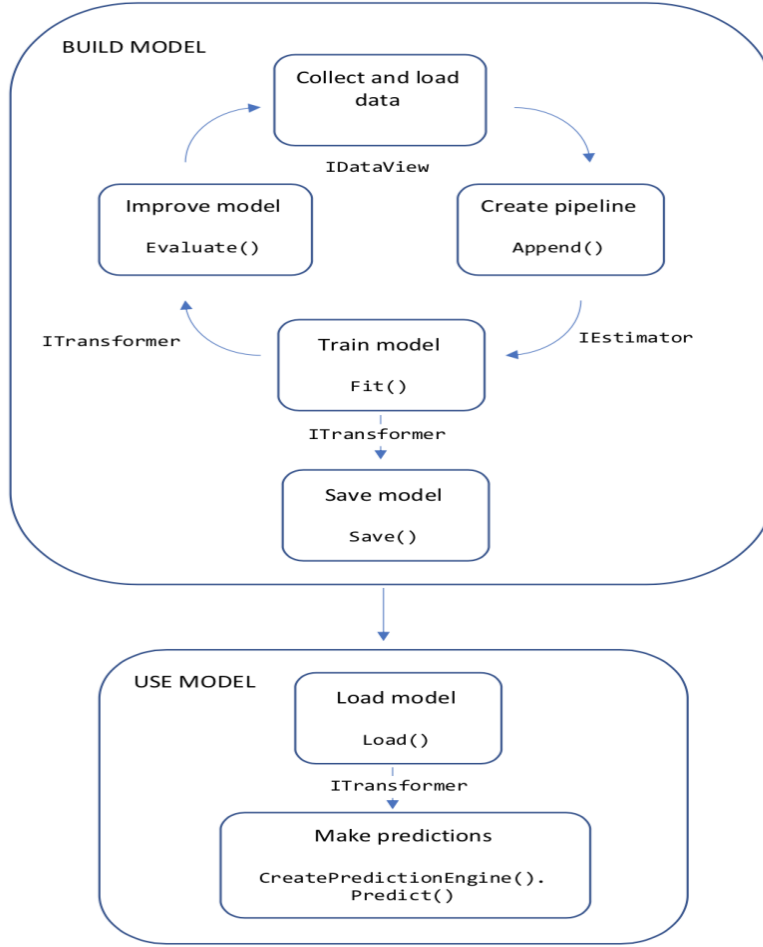 BUILD MODEL
Collect and load
data
IDataView
Improve model
Evaluate()
Create pipeline
Append()
ITransformer
IEstimator
Train model
Fit()
ITransformer
Save model
Save()
USE MODEL
Load model
Load()
ITransformer
Make predictions
CreatePredictionEngine().
Predict()